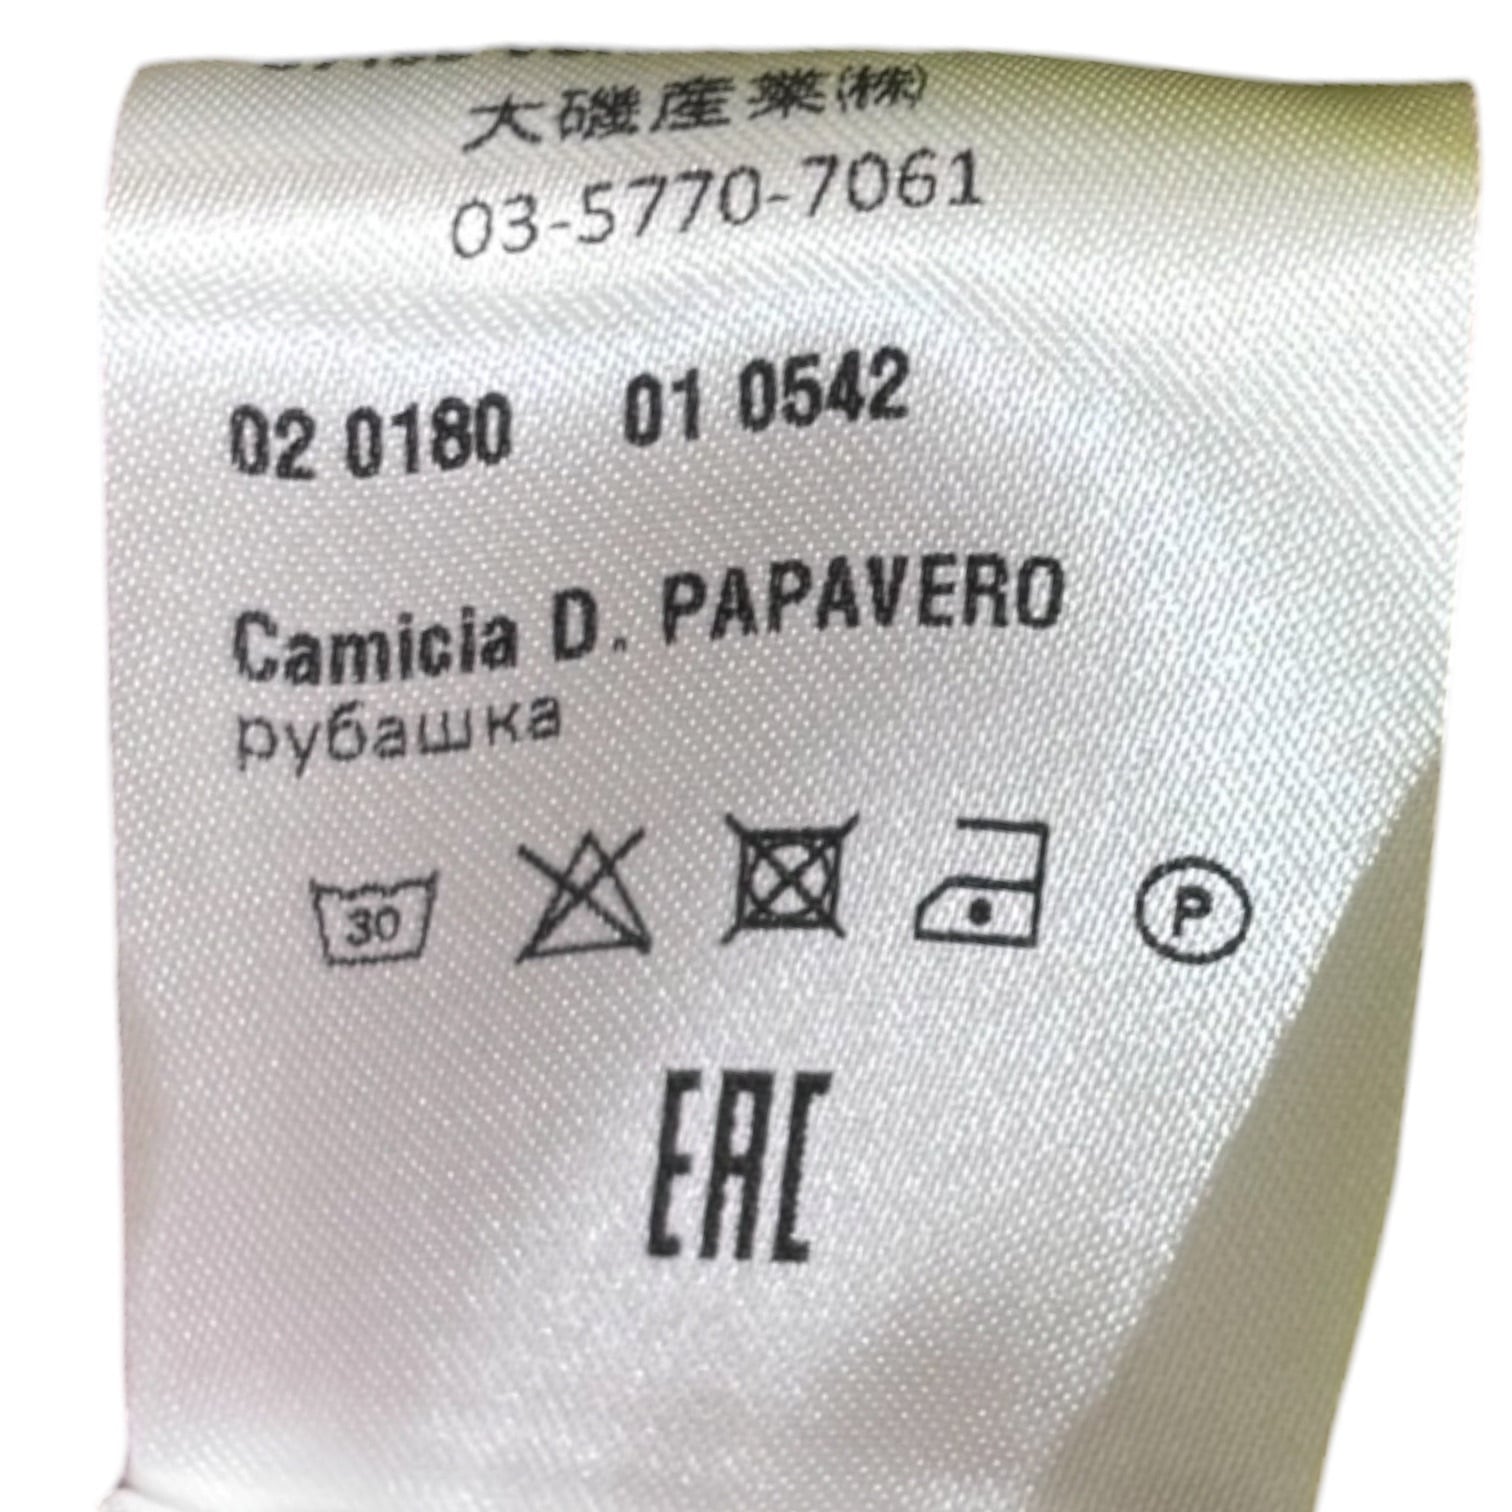 大磯産業(株)
03-5770-7061
02 0180 01 0542
Camicia D. PAPAVERO
рубашка
30 P
EAC